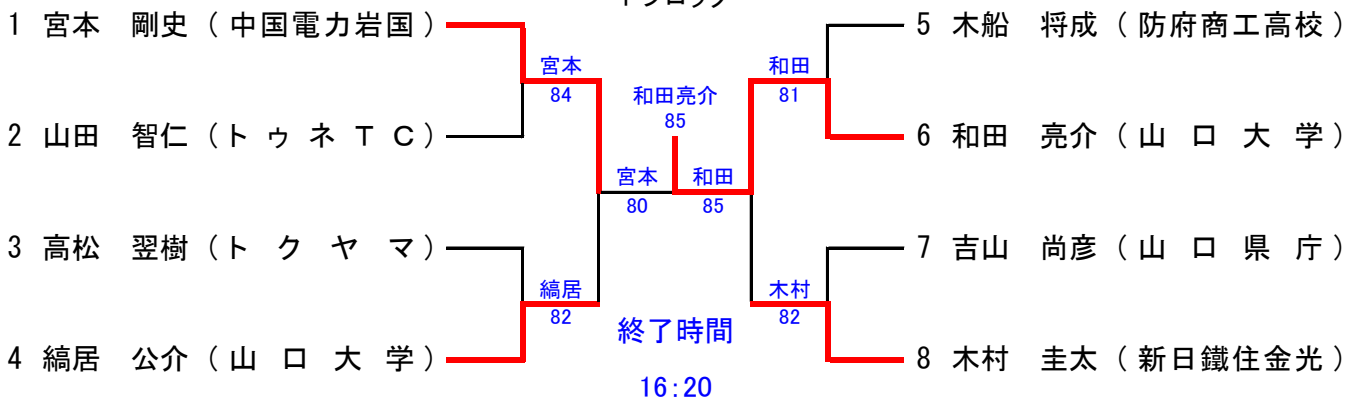 1 宮本 剛史（中国電力岩国）
2 山田 智仁（トゥネＴＣ）
3 高松 翌樹（トクヤマ）
4 縞居 公介（山口大学）
宮本
84
縞居
82
宮本
80
和田亮介
85
和田
85
和田
81
木村
82
5 木船 将成（防府商工高校）
6 和田 亮介（山口大学）
7 吉山 尚彦（山口県庁）
8 木村 圭太（新日鐵住金光）
終了時間
16:20